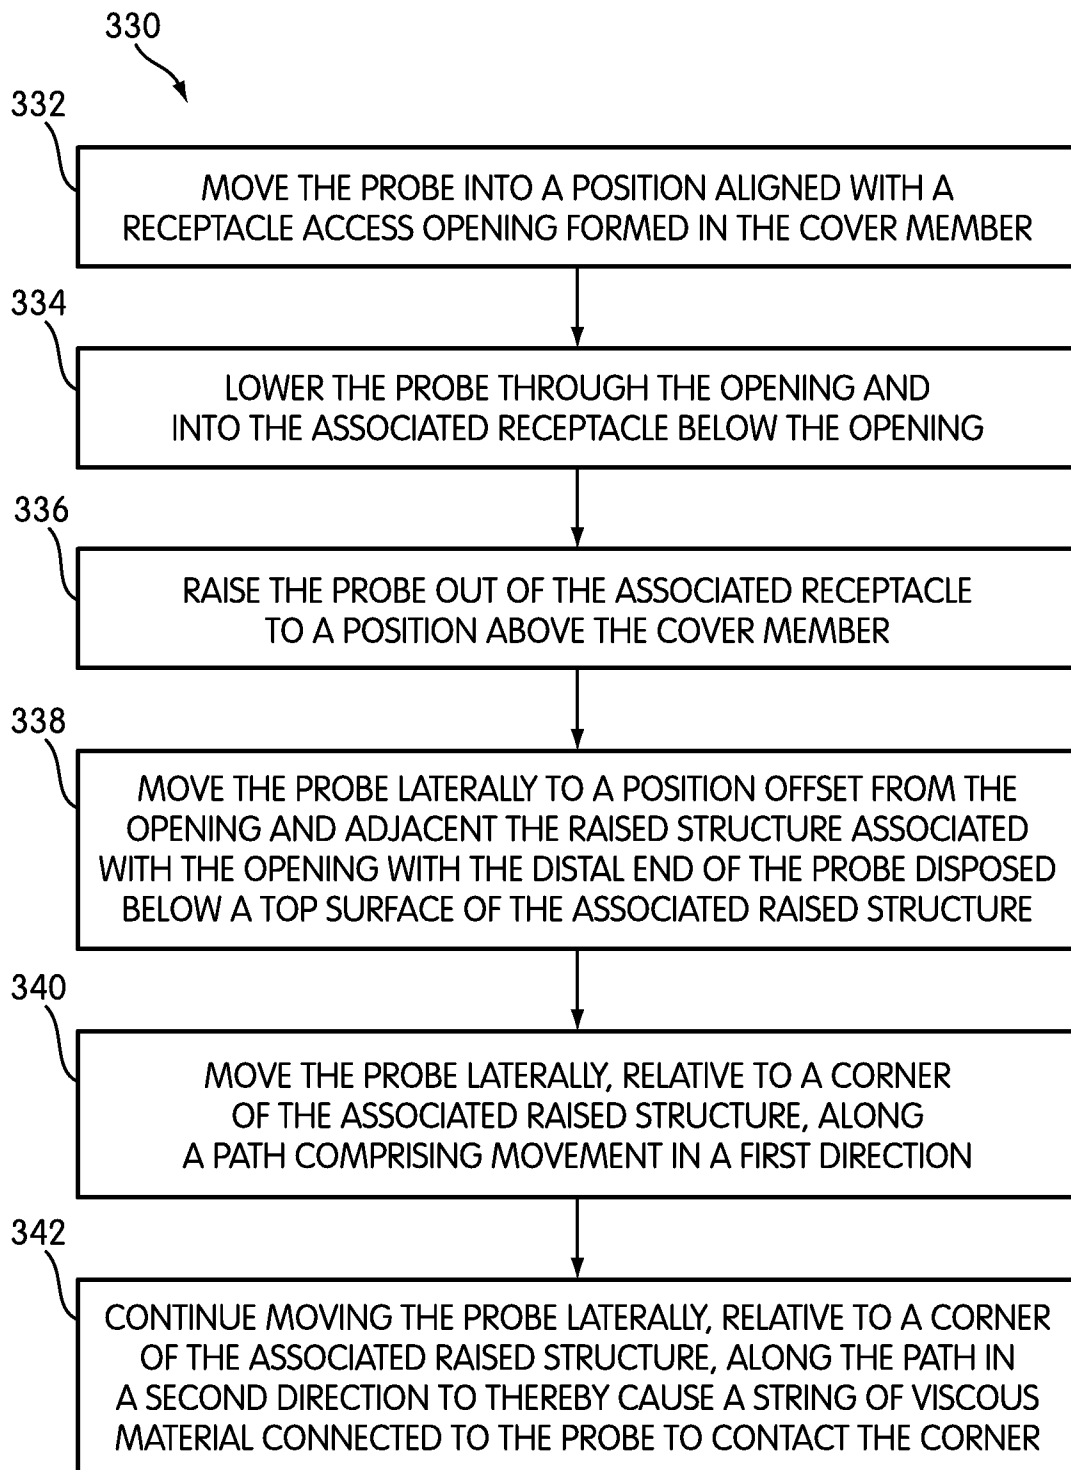 330
332
MOVE THE PROBE INTO A POSITION ALIGNED WITH A
RECEPTACLE ACCESS OPENING FORMED IN THE COVER MEMBER
334
LOWER THE PROBE THROUGH THE OPENING AND
INTO THE ASSOCIATED RECEPTACLE BELOW THE OPENING
336
RAISE THE PROBE OUT OF THE ASSOCIATED RECEPTACLE
TO A POSITION ABOVE THE COVER MEMBER
338
MOVE THE PROBE LATERALLY TO A POSITION OFFSET FROM THE
OPENING AND ADJACENT THE RAISED STRUCTURE ASSOCIATED
WITH THE OPENING WITH THE DISTAL END OF THE PROBE DISPOSED
BELOW A TOP SURFACE OF THE ASSOCIATED RAISED STRUCTURE
340
MOVE THE PROBE LATERALLY, RELATIVE TO A CORNER
OF THE ASSOCIATED RAISED STRUCTURE, ALONG
A PATH COMPRISING MOVEMENT IN A FIRST DIRECTION
342
CONTINUE MOVING THE PROBE LATERALLY, RELATIVE TO A CORNER
OF THE ASSOCIATED RAISED STRUCTURE, ALONG THE PATH IN
A SECOND DIRECTION TO THEREBY CAUSE A STRING OF VISCOUS
MATERIAL CONNECTED TO THE PROBE TO CONTACT THE CORNER